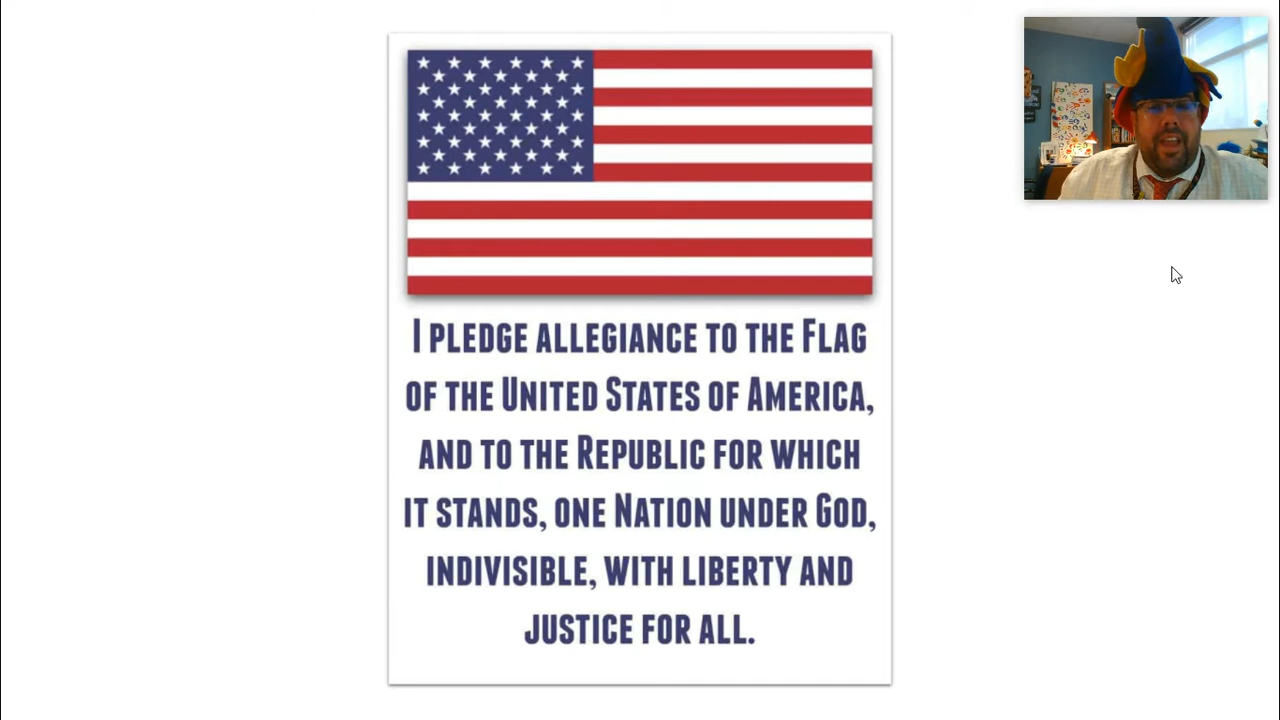 I PLEDGE ALLEGIANCE TO THE FLAG
OF THE UNITED STATES OF AMERICA,
AND TO THE REPUBLIC FOR WHICH
IT STANDS, ONE NATION UNDER GOD,
INDIVISIBLE, WITH LIBERTY AND
JUSTICE FOR ALL.